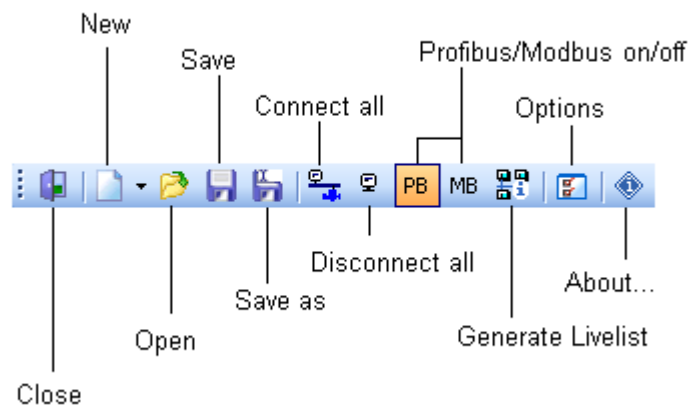 New
Save
Profibus/Modbus on/off
Connect all
Options
PB
MB
Disconnect all
About...
Save as
Open
Generate Livelist
Close